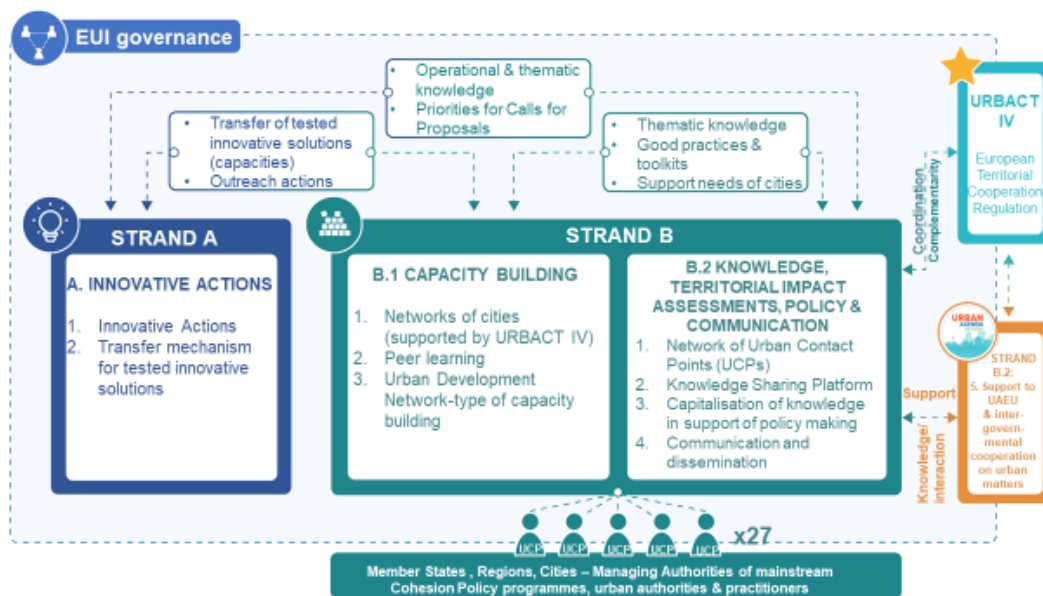 EUI governance
• Operational & thematic
knowledge
• Priorities for Calls for
Proposals
• Transfer of tested
innovative solutions
(capacities)
• Outreach actions
• Thematic knowledge
• Good practices &
toolkits
• Support needs of cities
URBACT
IV
European
Territorial
Cooperation
Regulation
Coordination
Complementarity
STRAND A
A. INNOVATIVE ACTIONS
1. Innovative Actions
2. Transfer mechanism
for tested innovative
solutions
STRAND B
B.1 CAPACITY BUILDING
1. Networks of cities
(supported by URBACT IV)
2. Peer learning
3. Urban Development
Network-type of capacity
building
B.2 KNOWLEDGE,
TERRITORIAL IMPACT
ASSESSMENTS, POLICY &
COMMUNICATION
1. Network of Urban Contact
Points (UCPs)
2. Knowledge Sharing Platform
3. Capitalisation of knowledge
in support of policy making
4. Communication and
dissemination
URBAN
AGENDA
STRAND
B.2:
5. Support to
UAEU
& inter-
govern-
mental
cooperation
on urban
matters
Support
Knowledge/
interaction
UCP
UCP
UCP
UCP
UCP
x27
Member States , Regions, Cities – Managing Authorities of mainstream
Cohesion Policy programmes, urban authorities & practitioners